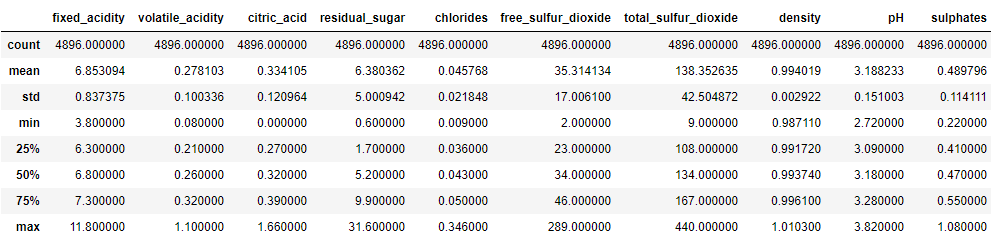 fixed_acidity volatile_acidity citric_acid residual_sugar chlorides free_sulfur_dioxide total_sulfur_dioxide density pH sulphates
count 4896.000000 4896.000000 4896.000000 4896.000000 4896.000000 4896.000000 4896.000000 4896.000000 4896.000000 4896.000000
mean 6.853094 0.278103 0.334105 6.380362 0.045768 35.314134 138.352635 0.994019 3.188233 0.489796
std 0.837375 0.100336 0.120964 5.000942 0.021848 17.006100 42.504872 0.002922 0.151003 0.114111
min 3.800000 0.080000 0.000000 0.600000 0.009000 2.000000 9.000000 0.987110 2.720000 0.220000
25% 6.300000 0.210000 0.270000 1.700000 0.036000 23.000000 108.000000 0.991720 3.090000 0.410000
50% 6.800000 0.260000 0.320000 5.200000 0.043000 34.000000 134.000000 0.993740 3.180000 0.470000
75% 7.300000 0.320000 0.390000 9.900000 0.050000 46.000000 167.000000 0.996100 3.280000 0.550000
max 11.800000 1.100000 1.660000 31.600000 0.346000 289.000000 440.000000 1.010300 3.820000 1.080000